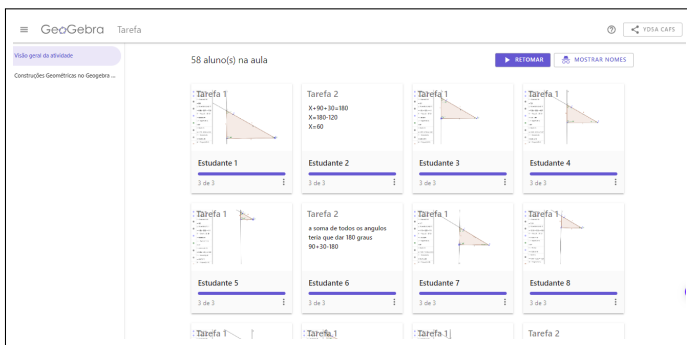 GeoGebra Tarefa
YDSA CAFS
Visão geral da atividade
Construções Geométricas no Geogebra ...
58 aluno(s) na aula
RETOMAR
MOSTRAR NOMES
Tarefa 1
Estudante 1
3 de 3
Tarefa 2
X+90+30=180
X=180-120
X=60
Estudante 2
3 de 3
Tarefa 1
Estudante 3
3 de 3
Tarefa 1
Estudante 4
3 de 3
Tarefa 1
Estudante 5
3 de 3
Tarefa 2
a soma de todos os angulos
teria que dar 180 graus
90+30-180
Estudante 6
3 de 3
Tarefa 1
Estudante 7
3 de 3
Tarefa 1
Estudante 8
3 de 3
Tarefa 1
Tarefa 1
Tarefa 1
Tarefa 2